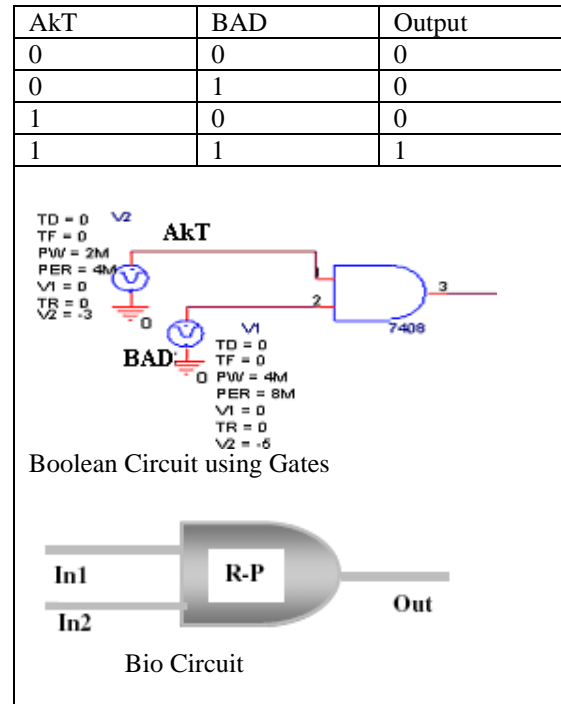 AkT BAD Output
0 0 0
0 1 0
1 0 0
1 1 1
TD = 0 V2
TF = 0
PW = 2M
PER = 4M
V1 = 0
TR = 0
V2 = -3
AkT
0
1
2
3
7408
BAD
0
V1
TD = 0
TF = 0
PW = 4M
PER = 8M
V1 = 0
TR = 0
V2 = -5
Boolean Circuit using Gates
In1
R-P
In2
Out
Bio Circuit